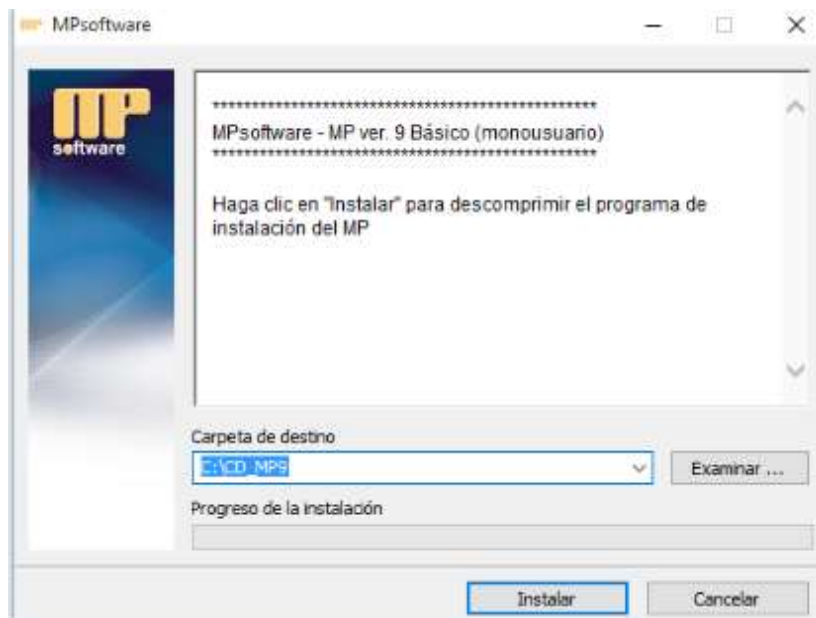 MPsoftware
MP
software
*************************************************
MPsoftware - MP ver. 9 Básico (monousuario)
*************************************************
Haga clic en "Instalar" para descomprimir el programa de
instalación del MP
Carpeta de destino
C:\CD_MP9
Examinar ...
Progreso de la instalación
Instalar
Cancelar